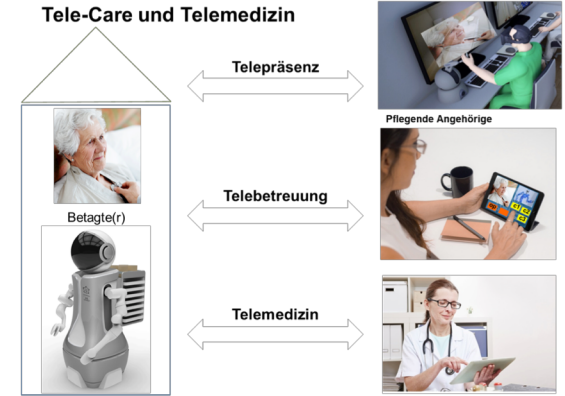 Tele-Care und Telemedizin
Telepräsenz
Pflegende Angehörige
Telebetreuung
Betagte(r)
Telemedizin